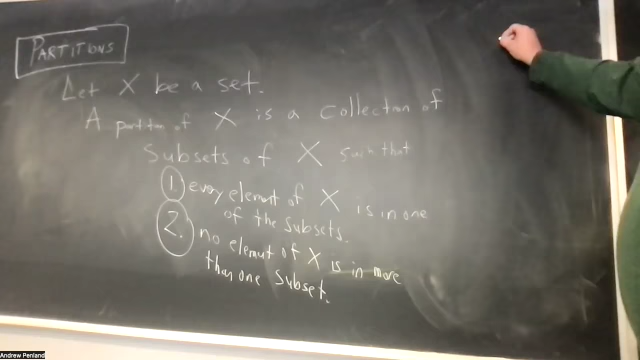 PARTITIONS
Let X be a set.
A partition of X is a collection of
Subsets of X such that
1 every element of X is in one
of the subsets.
2. no element of X is in more
than one subset.
Andrew Penland